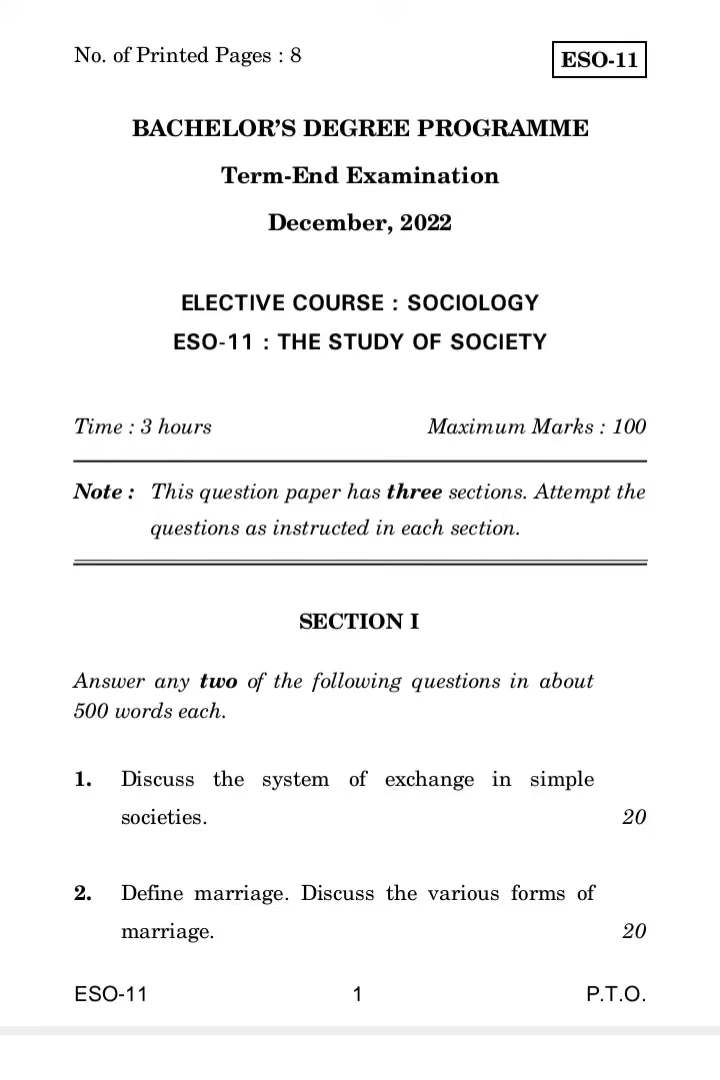 No. of Printed Pages : 8
ESO-11
BACHELOR’S DEGREE PROGRAMME
Term-End Examination
December, 2022
ELECTIVE COURSE : SOCIOLOGY
ESO-11 : THE STUDY OF SOCIETY
Time : 3 hours Maximum Marks : 100
Note : This question paper has three sections. Attempt the
questions as instructed in each section.
SECTION I
Answer any two of the following questions in about
500 words each.
1. Discuss the system of exchange in simple
societies. 20
2. Define marriage. Discuss the various forms of
marriage. 20
ESO-11 1 P.T.O.